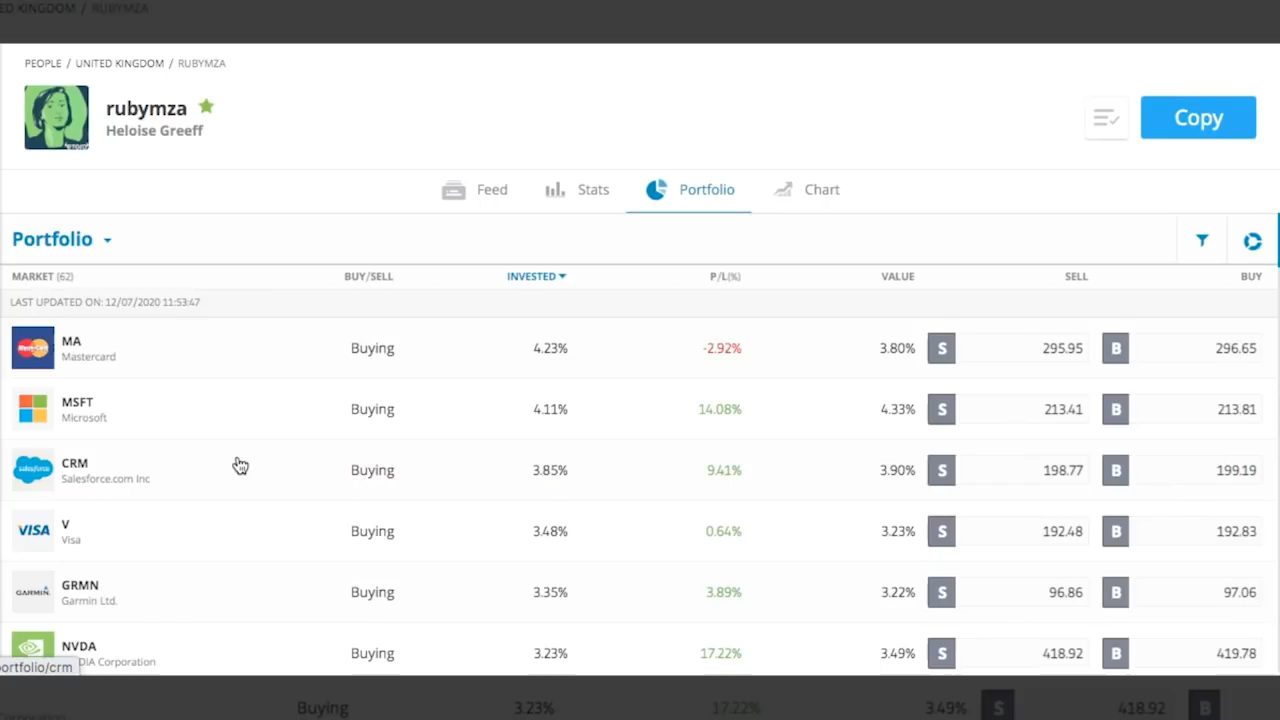 ED KINGDOM / RUBYMZA
PEOPLE / UNITED KINGDOM / RUBYMZA
rubymza
Heloise Greeff
Copy
Feed Stats Portfolio Chart
Portfolio
MARKET (62) BUY/SELL INVESTED P/L(%) VALUE SELL BUY
LAST UPDATED ON: 12/07/2020 11:53:47
MA
Mastercard
Buying 4.23% -2.92% 3.80% S 295.95 B 296.65
MSFT
Microsoft
Buying 4.11% 14.08% 4.33% S 213.41 B 213.81
salesforce
CRM
Salesforce.com Inc
Buying 3.85% 9.41% 3.90% S 198.77 B 199.19
VISA
V
Visa
Buying 3.48% 0.64% 3.23% S 192.48 B 192.83
GARMIN
GRMN
Garmin Ltd.
Buying 3.35% 3.89% 3.22% S 96.86 B 97.06
NVDA
DIA Corporation
Buying 3.23% 17.22% 3.49% S 418.92 B 419.78
ortfolio/crm
Buying 3.23% 17.22% 3.49% S 418.92 B